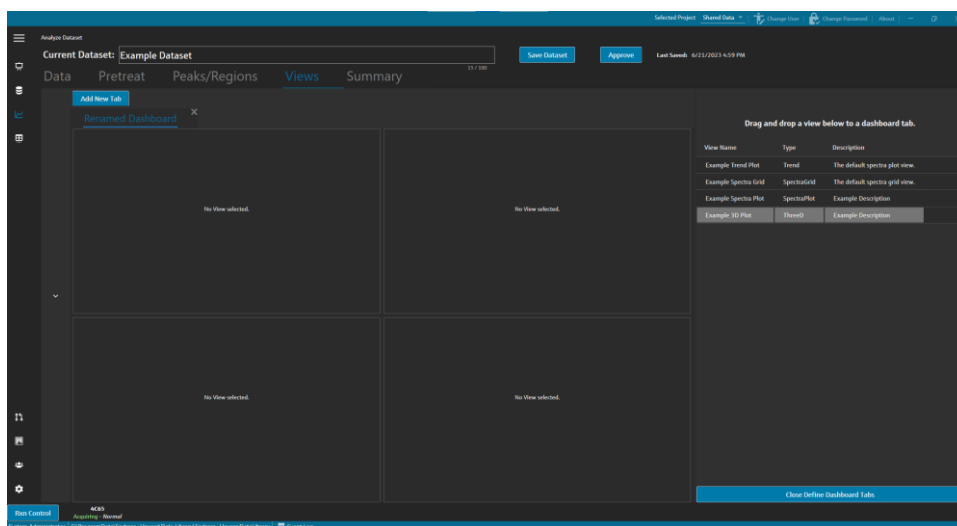 Selected Project Shared Data Change User | Change Password | About
Analyze Dataset
Current Dataset: Example Dataset Save Dataset Approve Last Saved: 6/21/2023 4:59 PM
15 / 100
Data Pretreat Peaks/Regions Views Summary
Add New Tab
Renamed Dashboard X
Drag and drop a view below to a dashboard tab.
View Name Type Description
Example Trend Plot Trend The default spectra plot view.
Example Spectra Grid SpectraGrid The default spectra grid view.
Example Spectra Plot SpectraPlot Example Description
Example 3D Plot ThreeD Example Description
No View selected. No View selected.
No View selected. No View selected.
Close Define Dashboard Tabs
Rxn Control
4C65
Acquiring - Normal